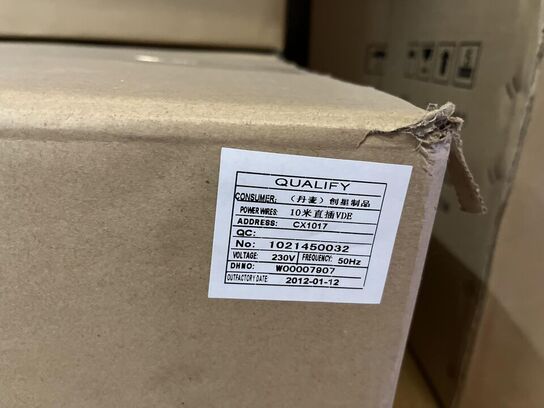 QUALIFY
CONSUMER: （丹麦）创星制品
POWER WIRES: 10米直插VDE
ADDRESS: CX1017
QC:
No: 1021450032
VOLTAGE: 230V FREQUENCY: 50Hz
DHNO: W00007907
OUTFACTORY DATE: 2012-01-12